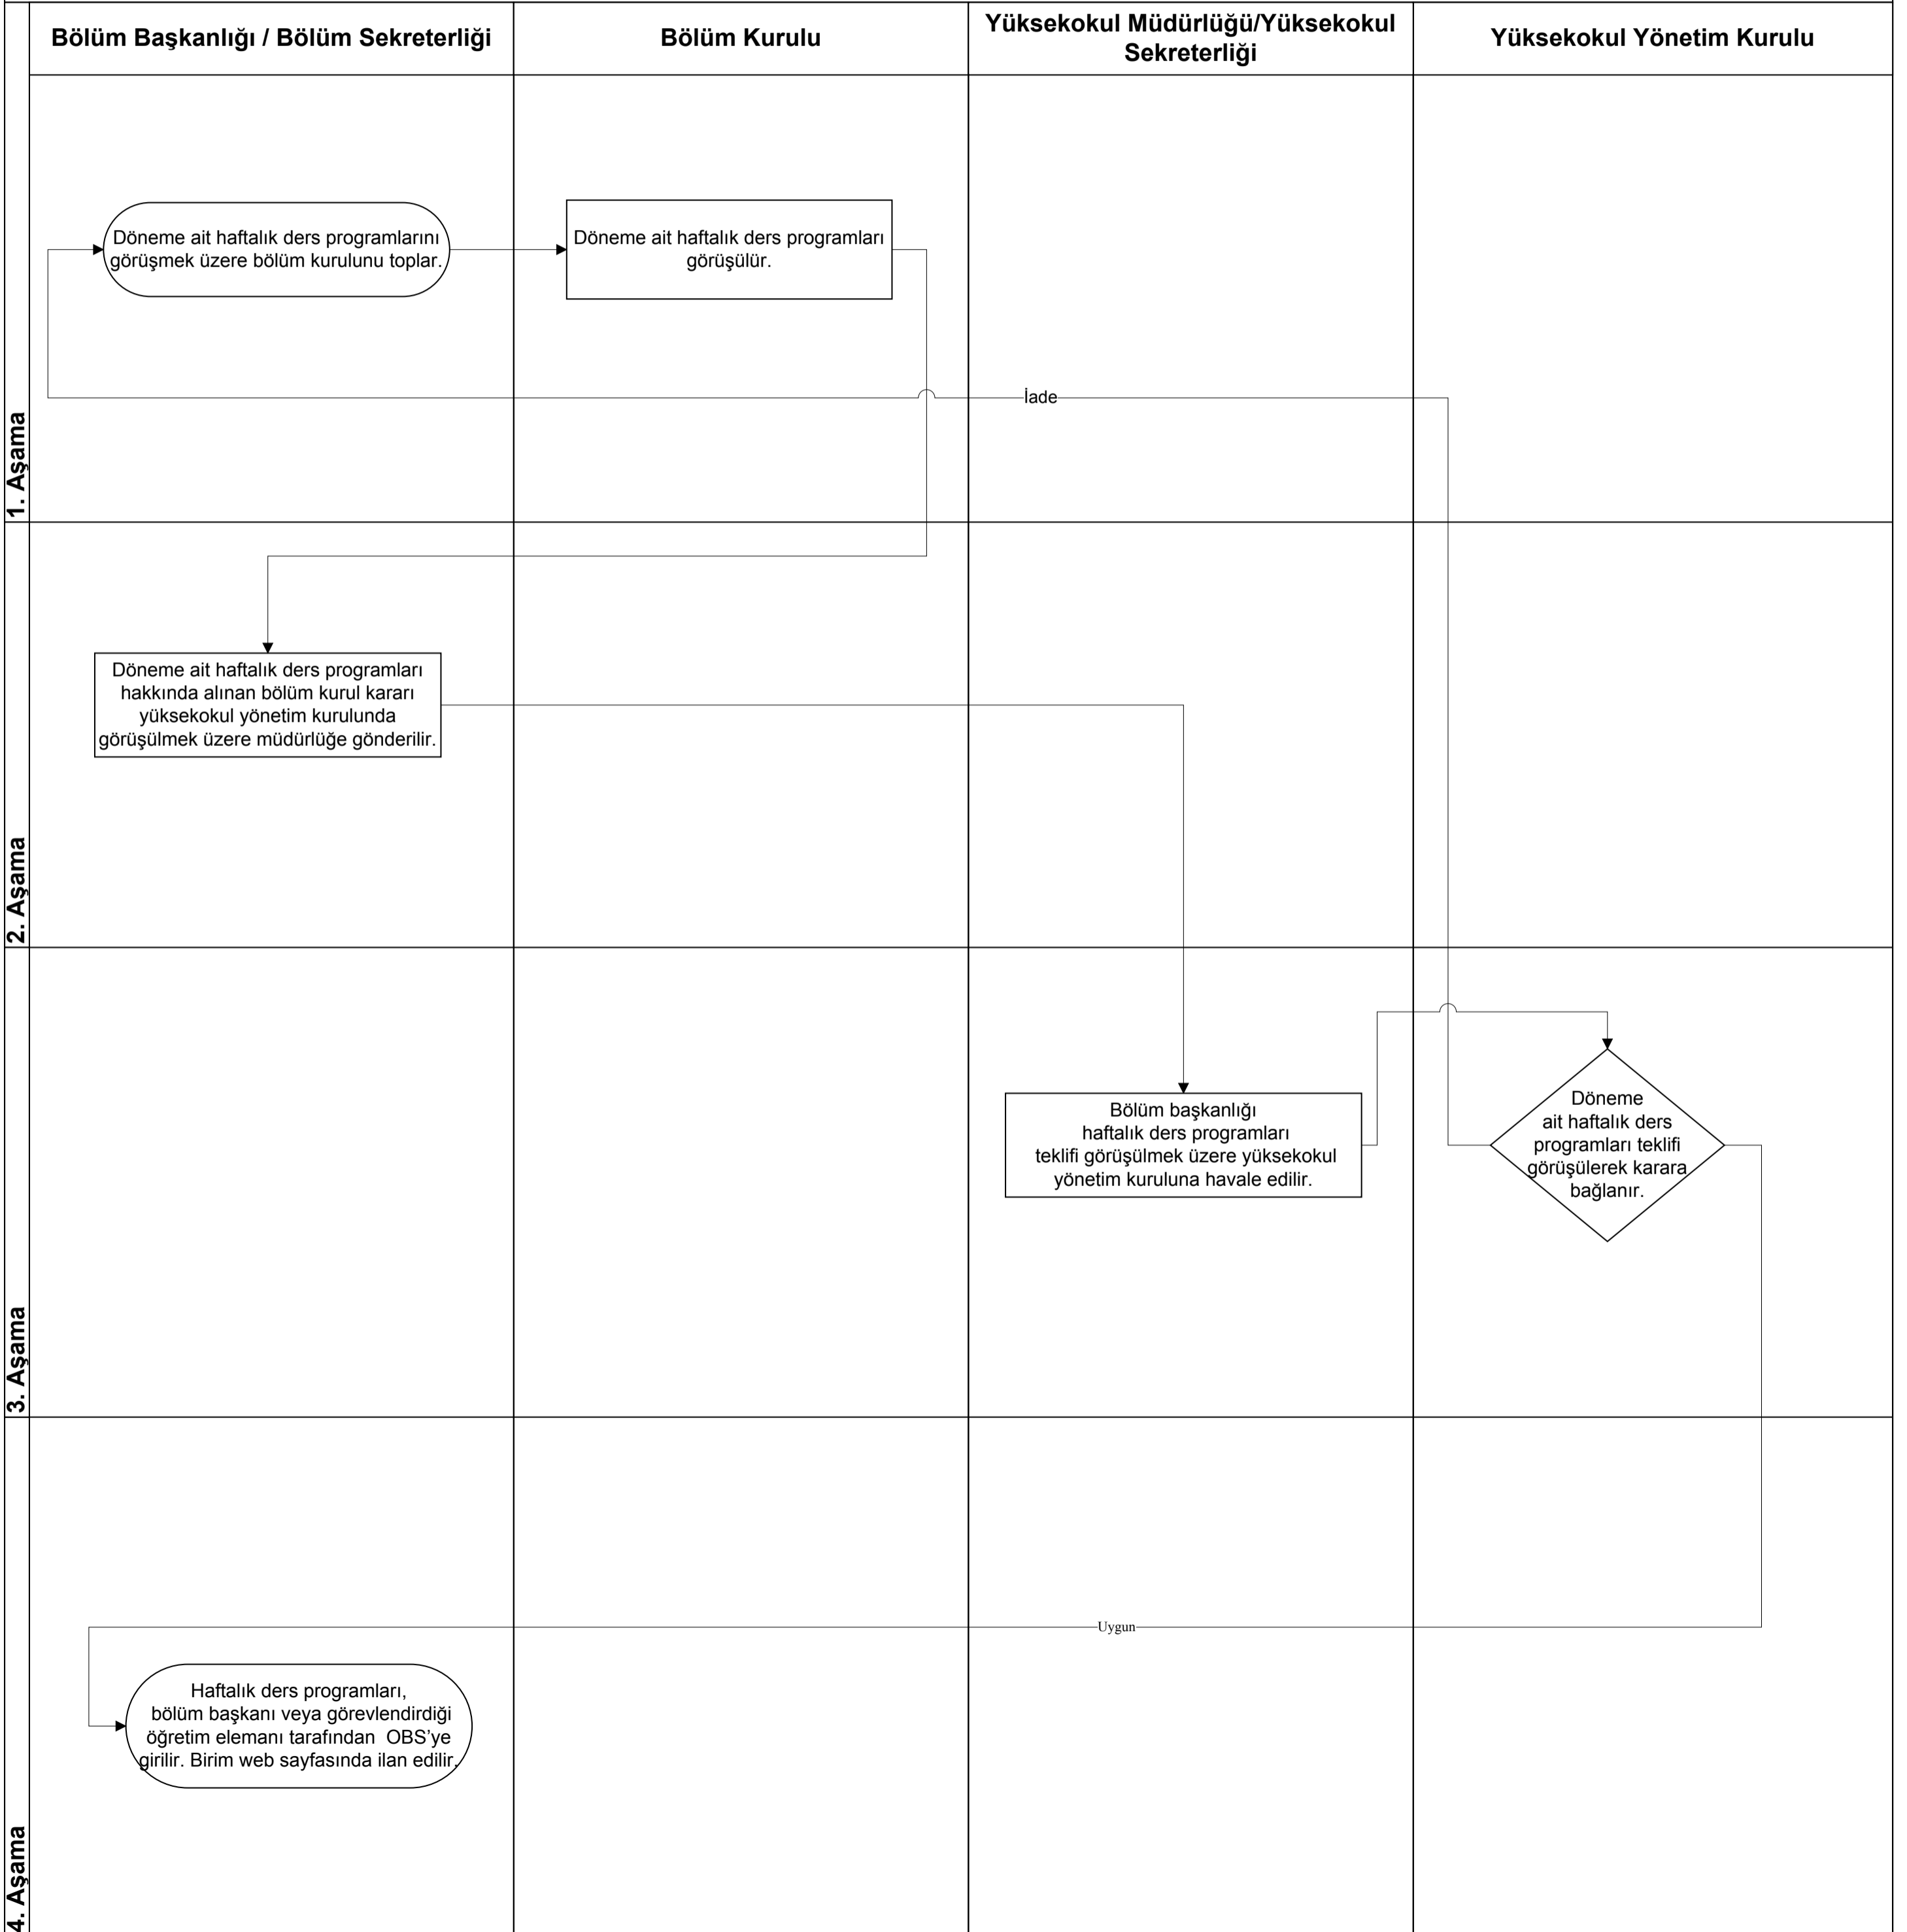 Bölüm Başkanlığı / Bölüm Sekreterliği
Bölüm Kurulu
Yüksekokul Müdürlüğü/Yüksekokul
Sekreterliği
Yüksekokul Yönetim Kurulu
1. Aşama
Döneme ait haftalık ders programlarını
görüşmek üzere bölüm kurulunu toplar.
Döneme ait haftalık ders programları
görüşülür.
İade
2. Aşama
Döneme ait haftalık ders programları
hakkında alınan bölüm kurul kararı
yüksekokul yönetim kurulunda
görüşülmek üzere müdürlüğe gönderilir.
3. Aşama
Bölüm başkanlığı
haftalık ders programları
teklifi görüşülmek üzere yüksekokul
yönetim kuruluna havale edilir.
Döneme
ait haftalık ders
programları teklifi
görüşülerek karara
bağlanır.
4. Aşama
Uygun
Haftalık ders programları,
bölüm başkanı veya görevlendirdiği
öğretim elemanı tarafından  OBS’ye
girilir. Birim web sayfasında ilan edilir.